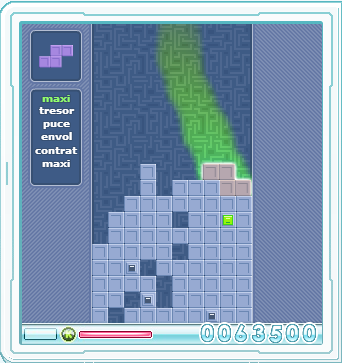 maxi
tresor
puce
envol
contrat
maxi
0063500